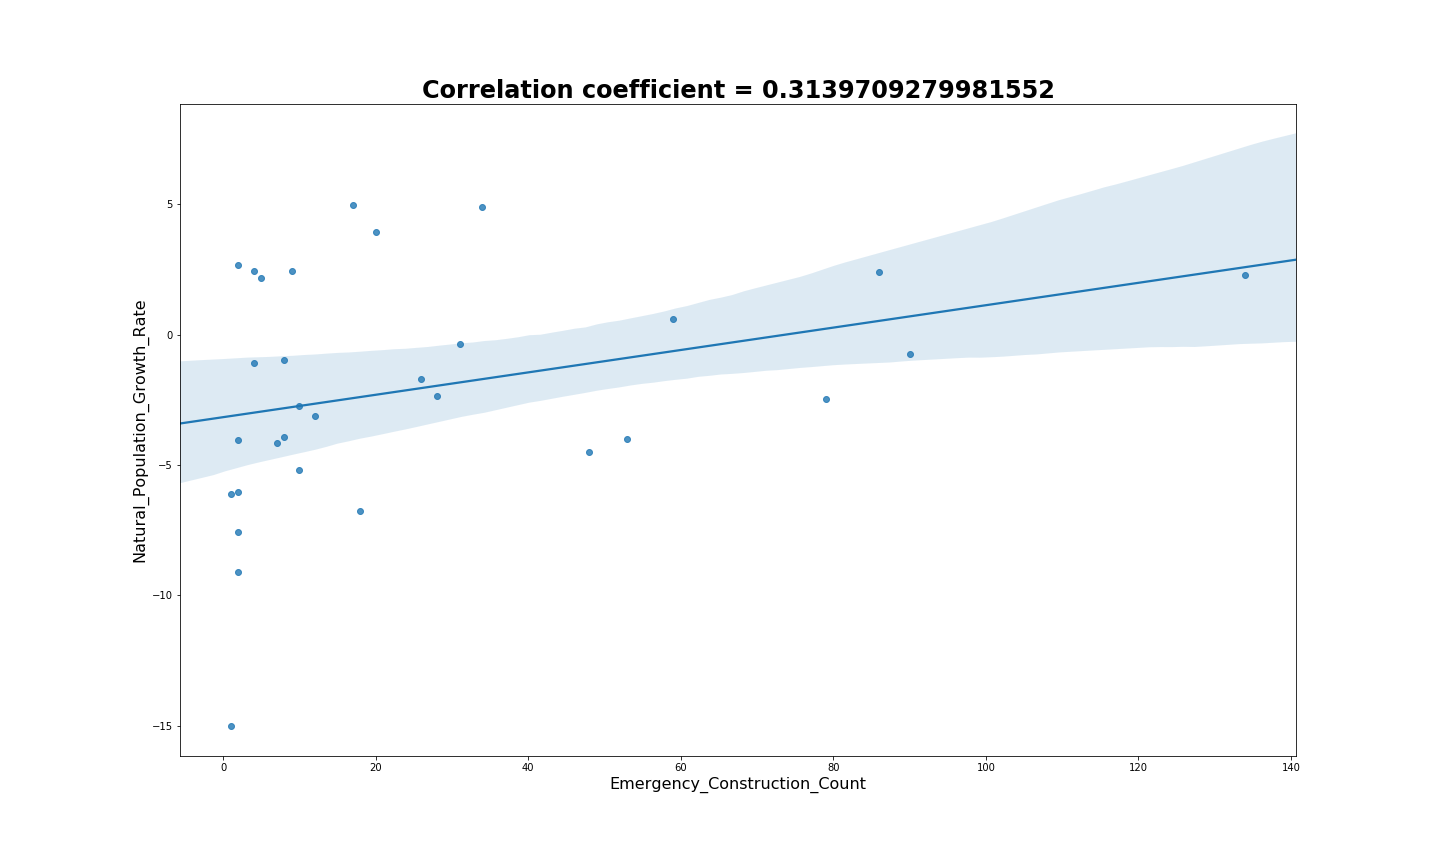 Correlation coefficient = 0.3139709279981552
Natural_Population_Growth_Rate
5
0
−5
−10
−15
0 20 40 60 80 100 120 140
Emergency_Construction_Count